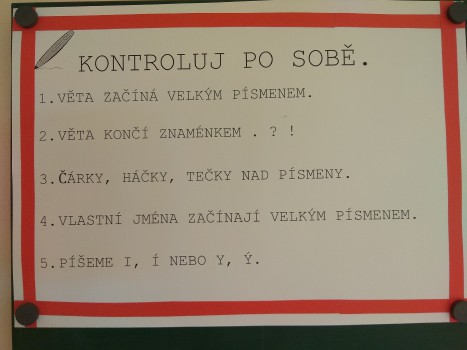 KONTROLUJ PO SOBĚ.
1.VĚTA ZAČÍNÁ VELKÝM PÍSMENEM.
2.VĚTA KONČÍ ZNAMÉNKEM . ? !
3.ČÁRKY, HÁČKY, TEČKY NAD PÍSMENY.
4.VLASTNÍ JMÉNA ZAČÍNAJÍ VELKÝM PÍSMENEM.
5.PÍŠEME I, Í NEBO Y, Ý.